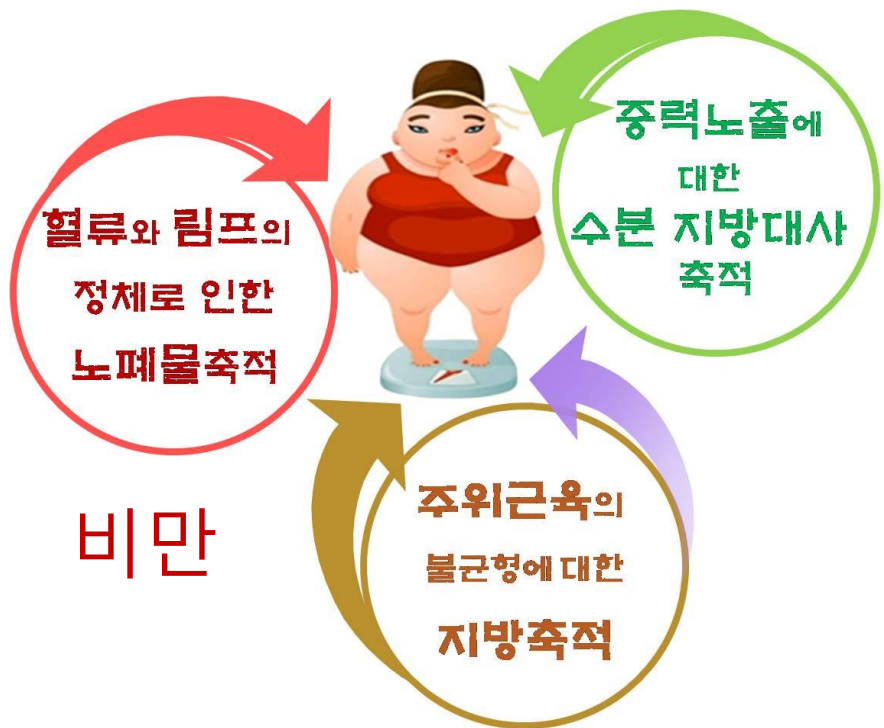 혈류와 림프의
정체로 인한
노폐물축적
중력노출에
대한
수분 지방대사
축적
주위근육의
불균형에 대한
지방축적
비만